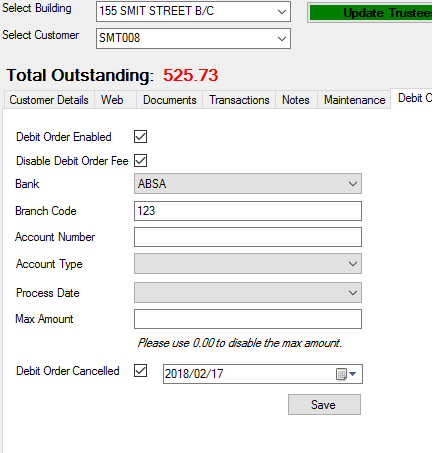 Select Building 155 SMIT STREET B/C Update Trustees
Select Customer SMT008
Total Outstanding: 525.73
Customer Details Web Documents Transactions Notes Maintenance Debit O
Debit Order Enabled
Disable Debit Order Fee
Bank ABSA
Branch Code 123
Account Number
Account Type
Process Date
Max Amount
Please use 0.00 to disable the max amount.
Debit Order Cancelled 2018/02/17
Save